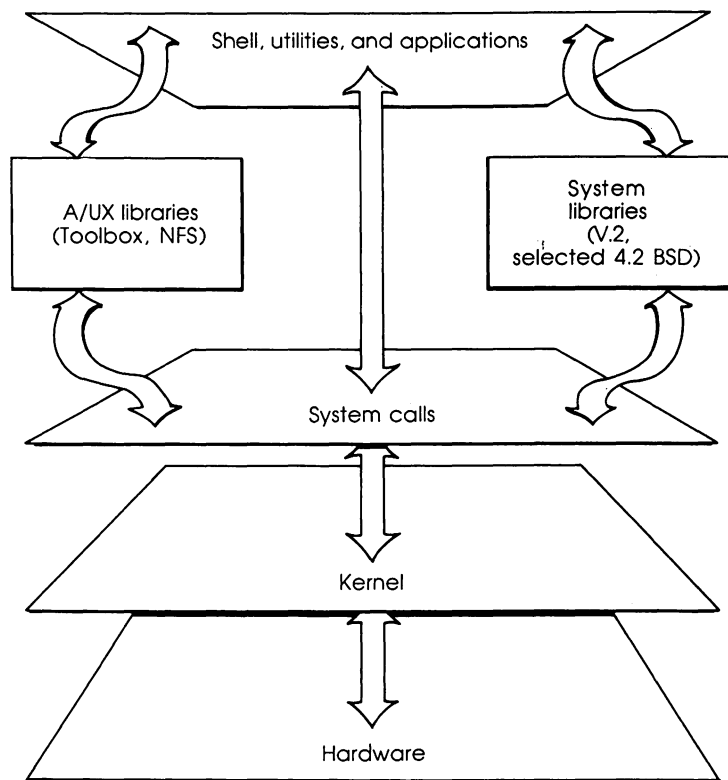 Shell, utilities, and applications
A/UX libraries
(Toolbox, NFS)
System
libraries
(V.2,
selected 4.2 BSD)
System calls
Kernel
Hardware